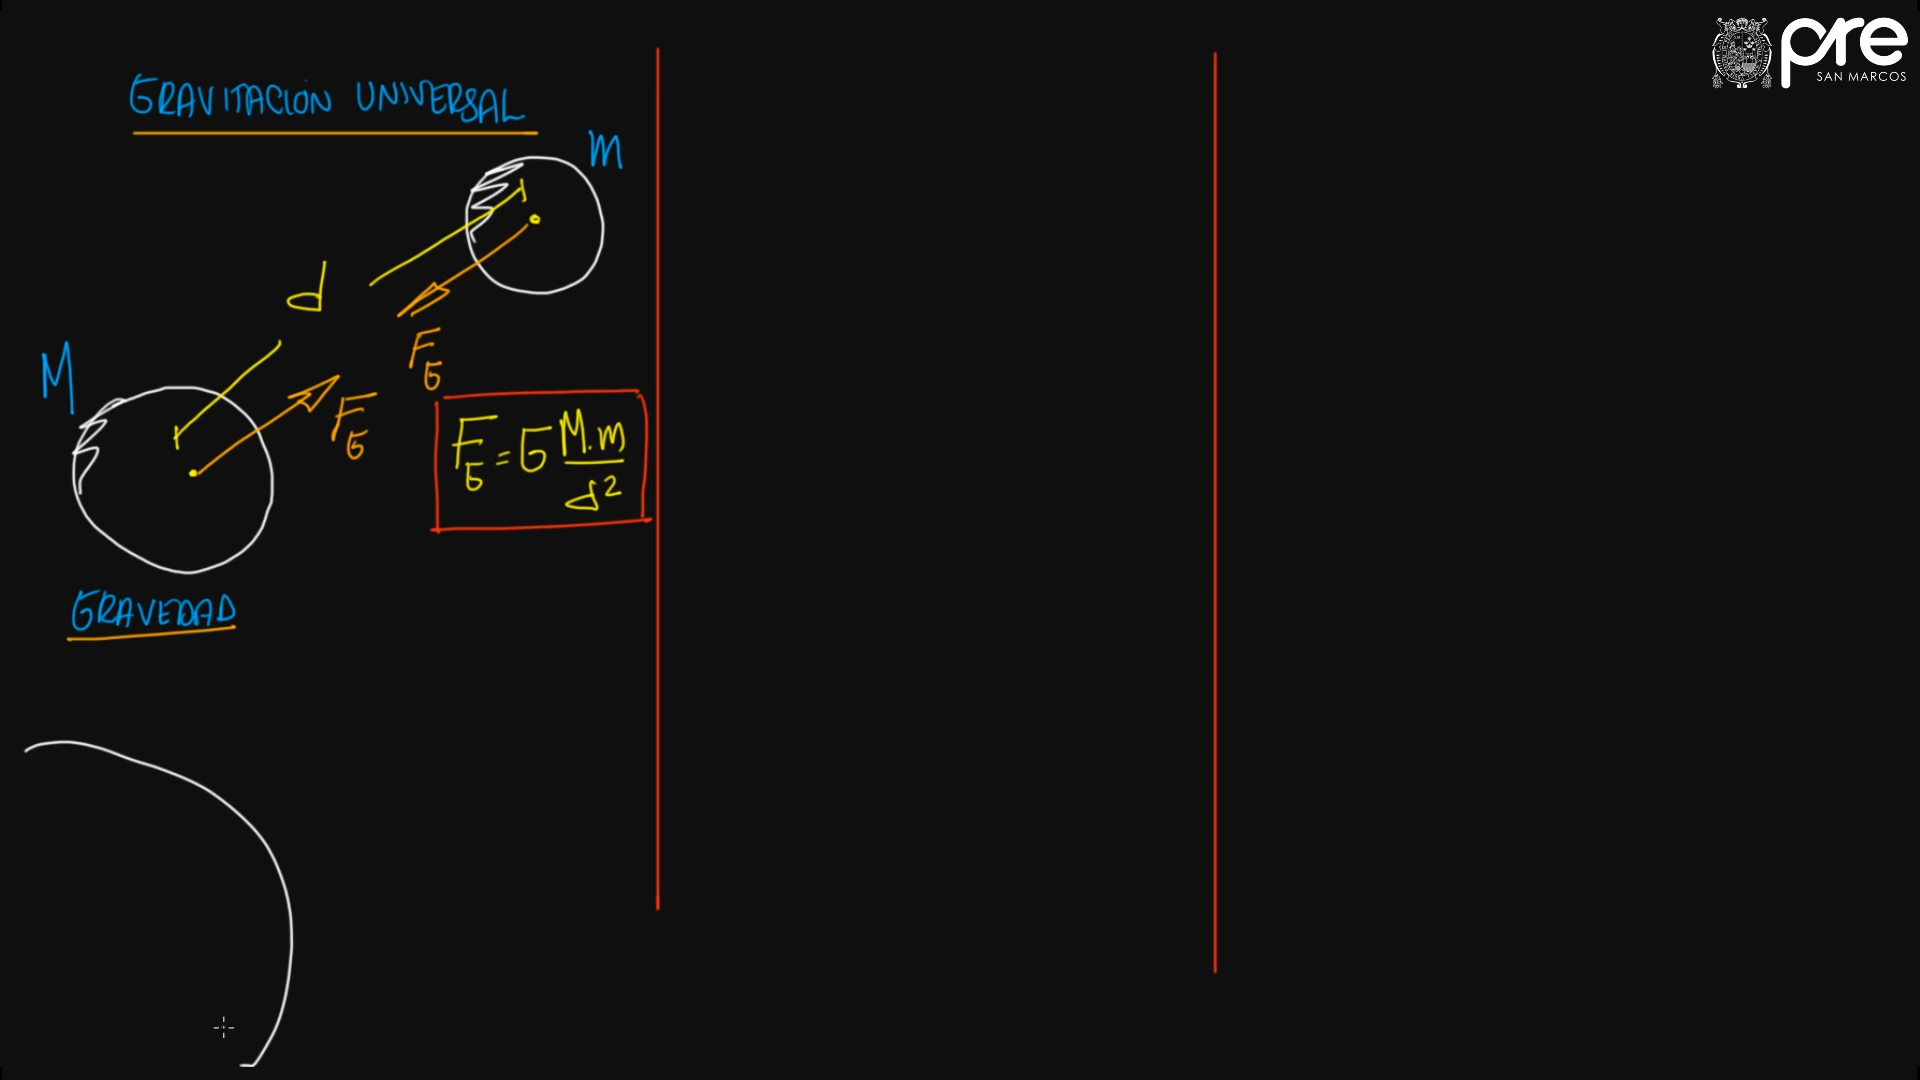 GRAVITACIÓN UNIVERSAL
m
d
F_G
M
F_G
F_G = G M.m / d²
GRAVEDAD
pre
SAN MARCOS